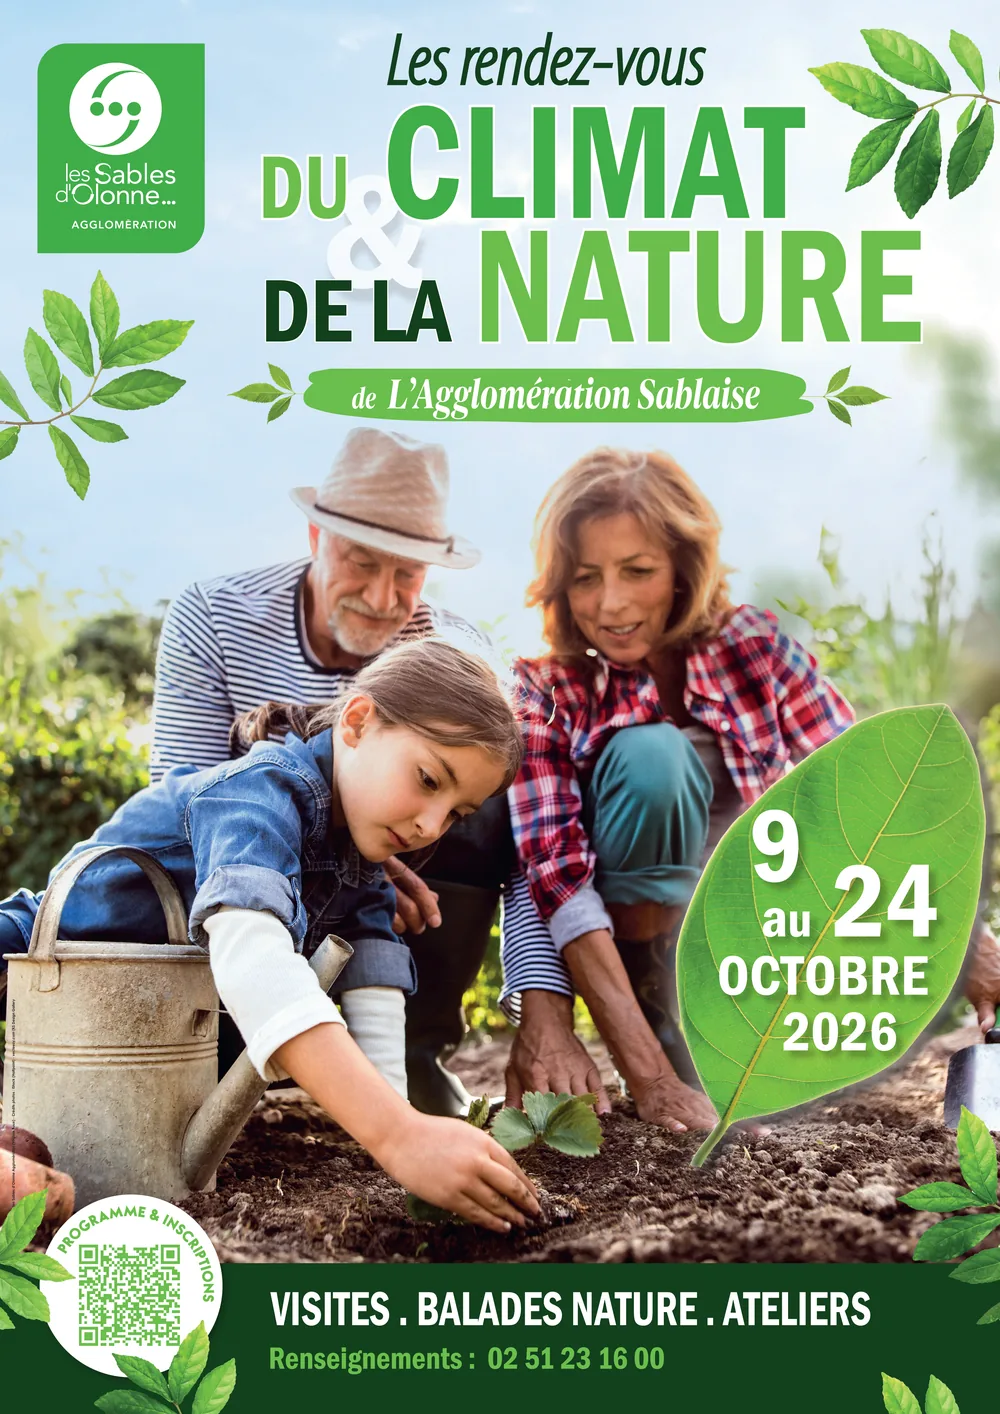 les Sables
d'Olonne...
AGGLOMÉRATION
Les rendez-vous
DU CLIMAT
&
DE LA NATURE
de L'Agglomération Sablaise
9
au 24
OCTOBRE
2026
PROGRAMME & INSCRIPTIONS
VISITES . BALADES NATURE . ATELIERS
Renseignements : 02 51 23 16 00